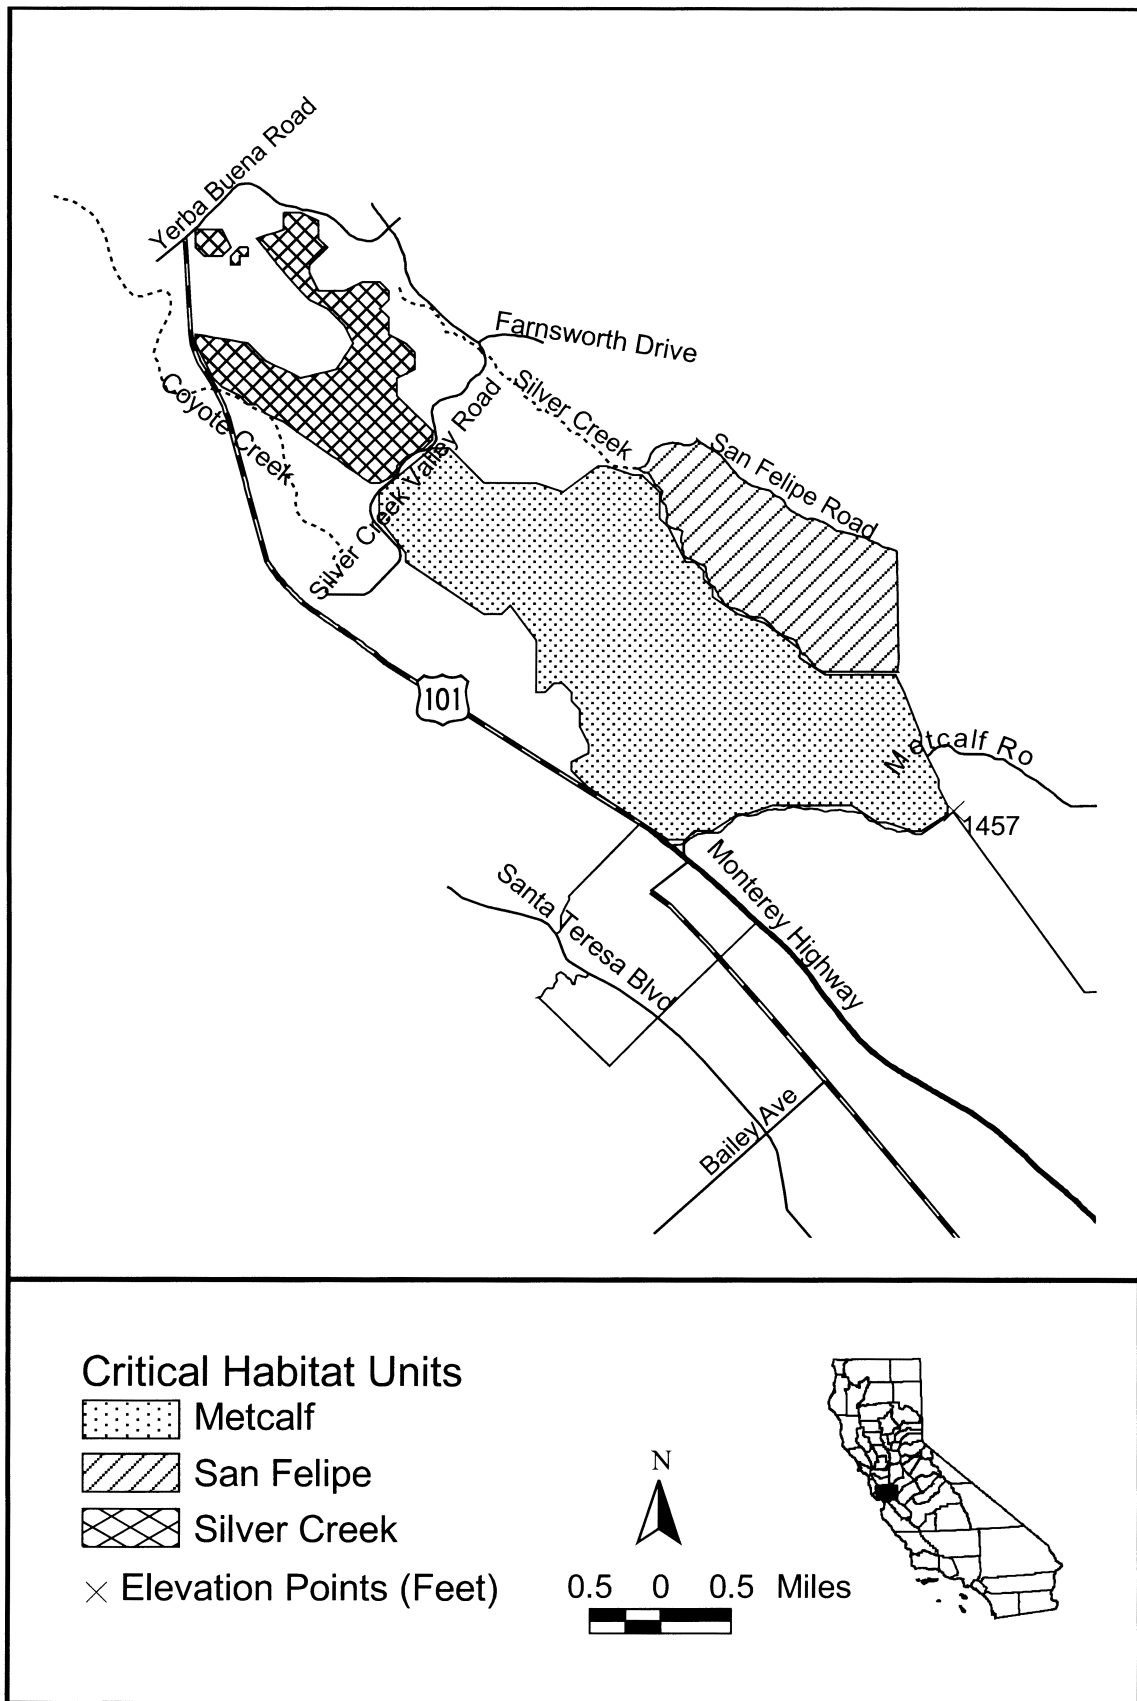 Yerba Buena Road
Farnsworth Drive
Silver Creek
San Felipe Road
Coyote Creek
Silver Creek Valley Road
101
Metcalf Ro
1457
Monterey Highway
Santa Teresa Blvd
Bailey Ave
Critical Habitat Units
Metcalf
San Felipe
Silver Creek
Elevation Points (Feet)
N
0.5 0 0.5 Miles